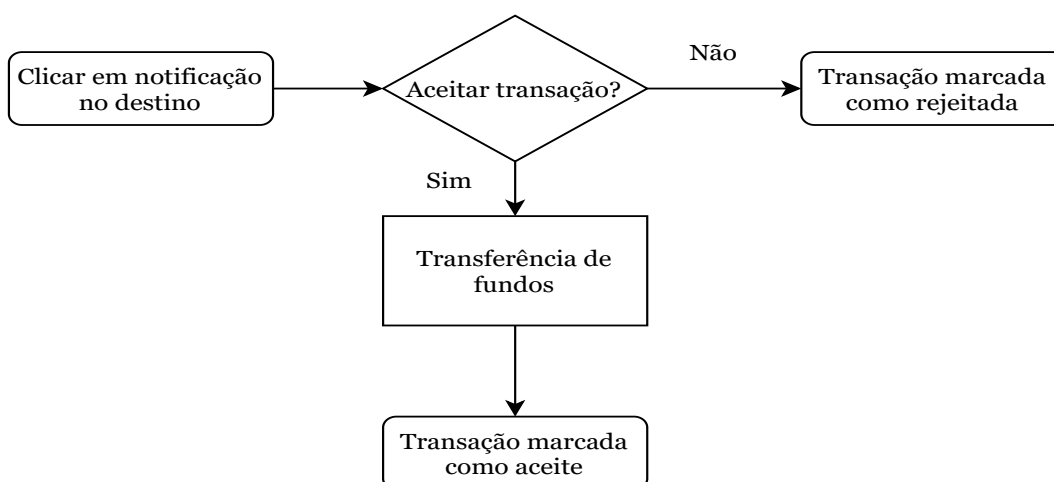 Clicar em notificação
no destino
Aceitar transação?
Não
Transação marcada
como rejeitada
Sim
Transferência de
fundos
Transação marcada
como aceite